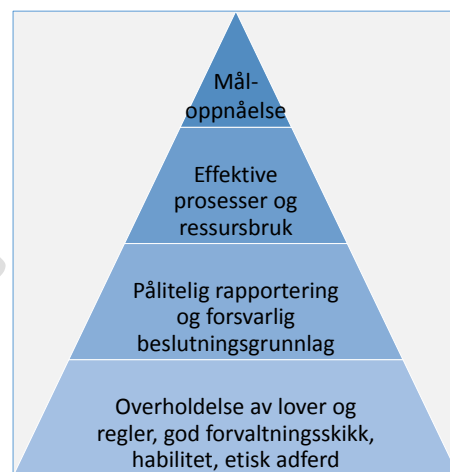 Mål-
oppnåelse
Effektive
prosesser og
ressursbruk
Pålitelig rapportering
og forsvarlig
beslutningsgrunnlag
Overholdelse av lover og
regler, god forvaltningsskikk,
habilitet, etisk adferd